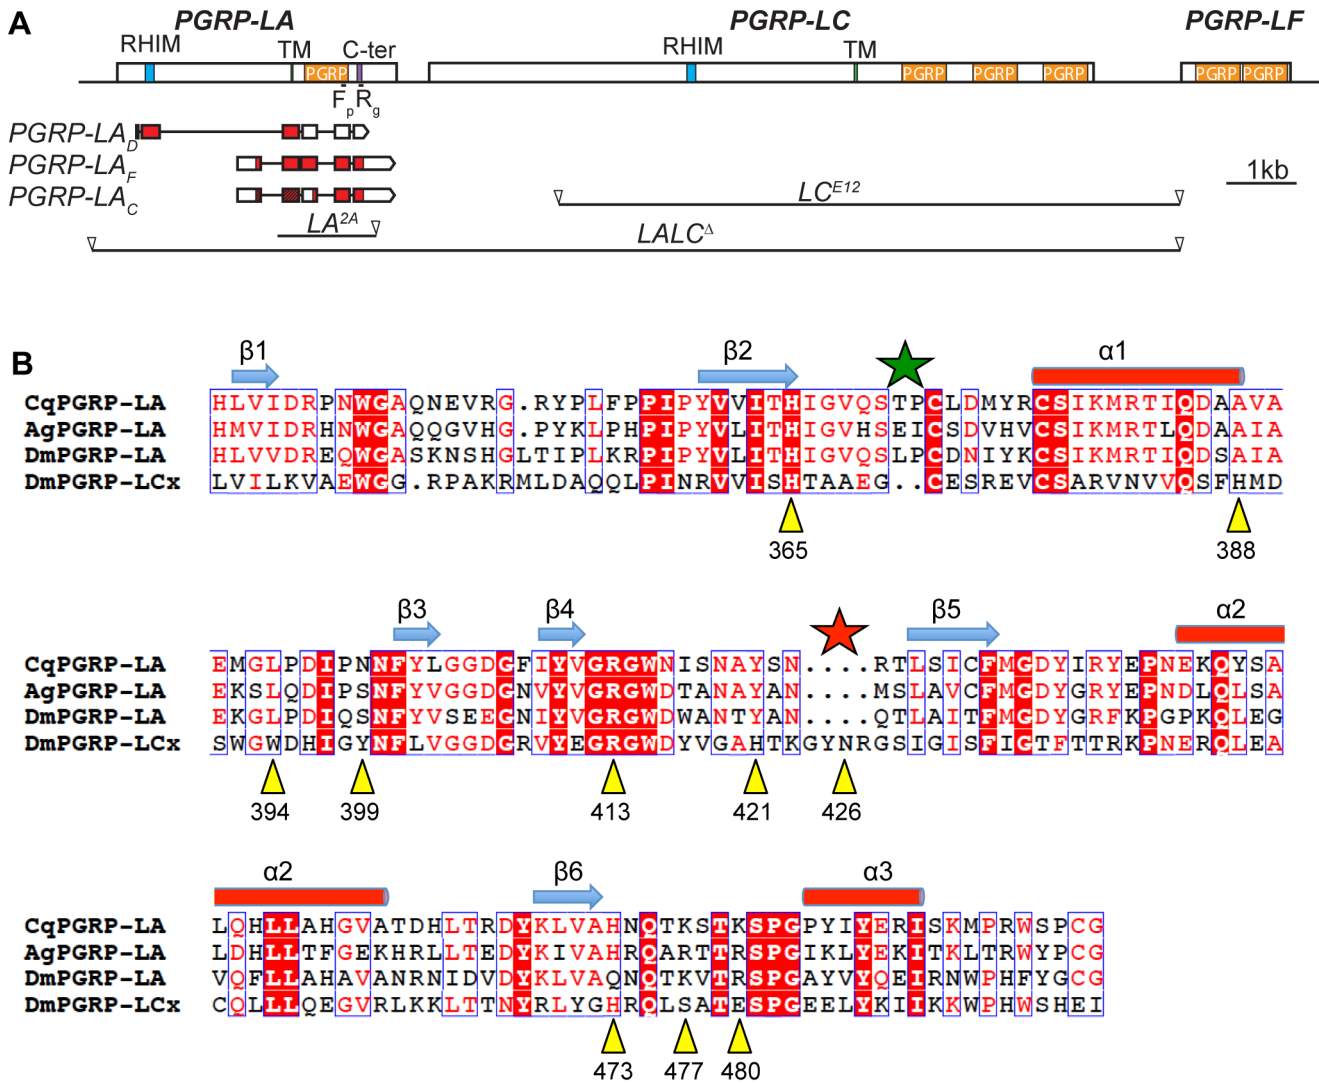 A
PGRP-LA PGRP-LC PGRP-LF
RHIM TM C-ter RHIM TM
PGRP PGRP PGRP PGRP PGRP PGRP
Fp Rg
PGRP-LAD
PGRP-LAF
1kb
PGRP-LAC
LCE12
LA2A
LALCΔ
B
β1 β2 α1
CqPGRP-LA HLVIDRPNWGAQNEVRG.RYPLFPPIPYVVITHIGVQSTPCLDMYRCSIKMRTIQDAAVA
AgPGRP-LA HMVIDRHNWGAQQGVHG.PYKLPHPIPYVLITHIGVHSEICSDVHVCSIKMRTLQDAAIA
DmPGRP-LA HLVVDREQWGASKNSHGLTIPLKRPIPYVLITHIGVQSLPCDNIYKCSIKMRTIQDSAIA
DmPGRP-LCx LVILKVAEWGG.RPAKRMLDAQQLPINRVVISHTAAEG..CESREVCSARVNVVQSFHMD
365 388
β3 β4 β5 α2
CqPGRP-LA EMGLPDIPNNFYLGGDGFIYVGRGWNISNAYSN....RTLSICFMGDYIRYEPNEKQYSA
AgPGRP-LA EKSLQDIPSNFYVGGDGNVYVGRGWDTANAYAN....MSLAVCFMGDYGRYEPNDLQLSA
DmPGRP-LA EKGLPDIQSNFYVSEEGNIYVGRGWDWANTYAN....QTLAITFMGDYGRFKPGPKQLEG
DmPGRP-LCx SWGWDHIGYNFLVGGDGRVYEGRGWDYVGAHTKGYNRGSIGISFIGTFTTRKPNERQLEA
394 399 413 421 426
α2 β6 α3
CqPGRP-LA LQHLLAHGVATDHLTRDYKLVAHNQTKSTKSPGPYIYERISKMPRWSPCG
AgPGRP-LA LDHLLTFGEKHRLLTEDYKIVAHRQARTTRSPGIKLYKEITKLTRWYPCG
DmPGRP-LA VQFLLAHAVANRNIDVDYKLVAQNQTKVTRSPGAYVYQEIRNWPHFYGCG
DmPGRP-LCx CQLLLQEGVRLKKLTTNYRLYGHRQLSATESPGEELYKIIKKWPHWSHEI
473 477 480